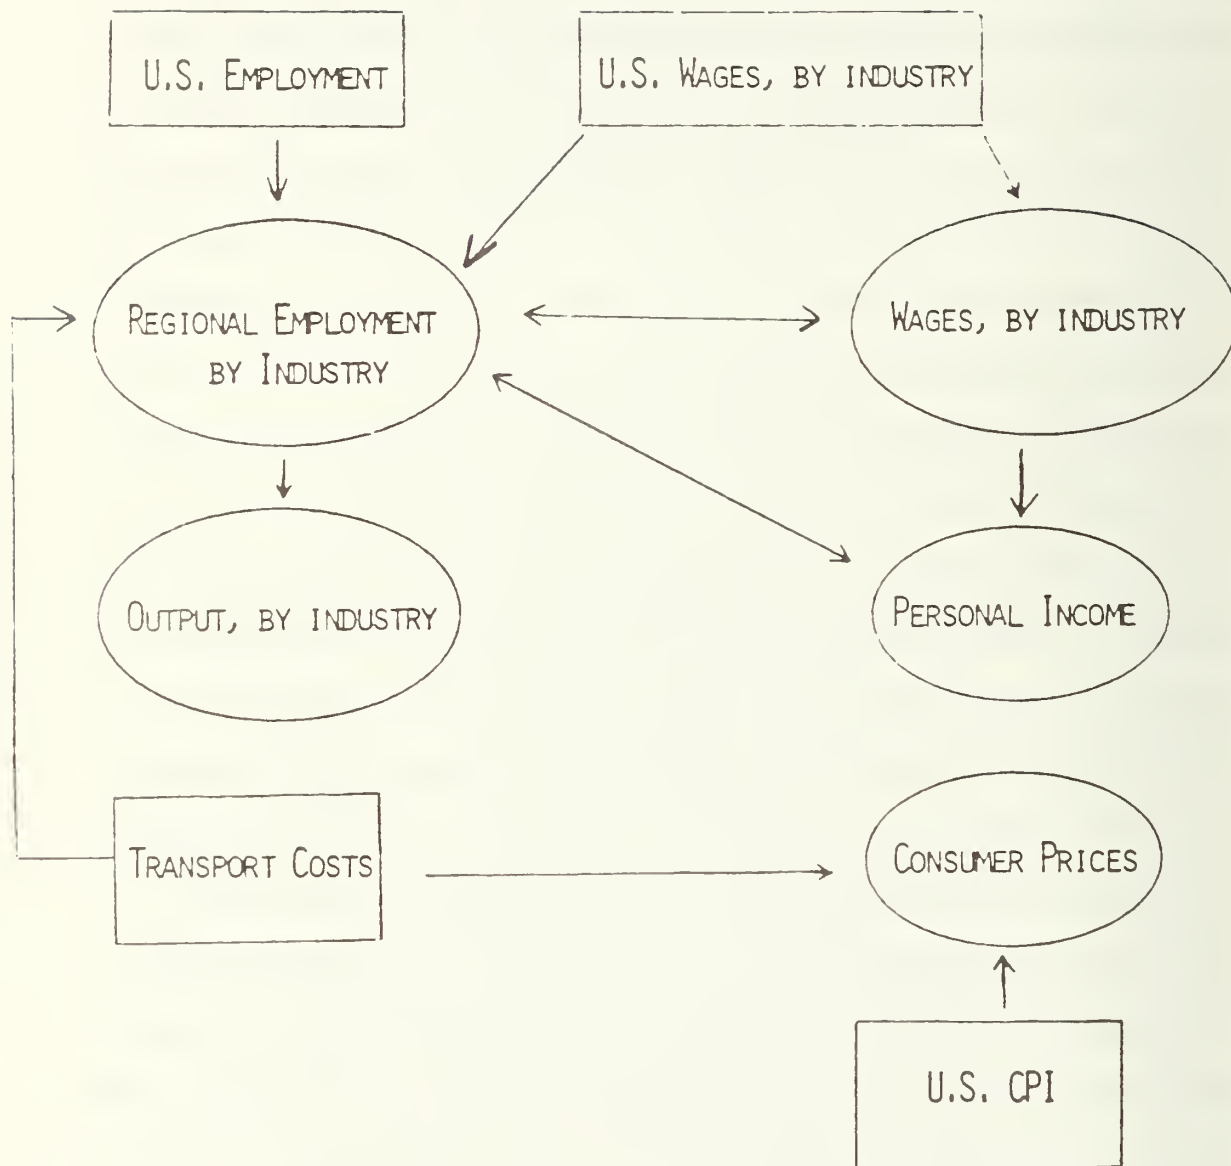 U.S. EMPLOYMENT
U.S. WAGES, BY INDUSTRY
REGIONAL EMPLOYMENT
BY INDUSTRY
WAGES, BY INDUSTRY
OUTPUT, BY INDUSTRY
PERSONAL INCOME
TRANSPORT COSTS
CONSUMER PRICES
U.S. CPI